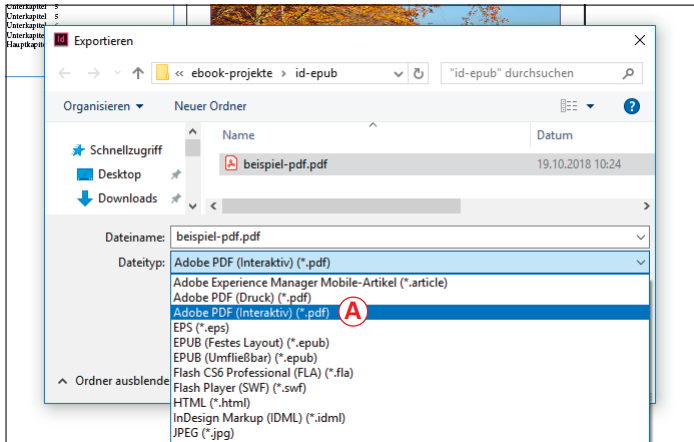 Unterkapitel 5
Unterkapitel 5
Unterkapitel
Unterkapite
Hauptkapite
Id Exportieren
« ebook-projekte > id-epub
"id-epub" durchsuchen
Organisieren
Neuer Ordner
Schnellzugriff
Desktop
Downloads
Name
Datum
beispiel-pdf.pdf
19.10.2018 10:24
Dateiname: beispiel-pdf.pdf
Dateityp: Adobe PDF (Interaktiv) (*.pdf)
Adobe Experience Manager Mobile-Artikel (*.article)
Adobe PDF (Druck) (*.pdf)
Adobe PDF (Interaktiv) (*.pdf) A
EPS (*.eps)
EPUB (Festes Layout) (*.epub)
EPUB (Umfließbar) (*.epub)
Flash CS6 Professional (FLA) (*.fla)
Flash Player (SWF) (*.swf)
HTML (*.html)
InDesign Markup (IDML) (*.idml)
JPEG (*.jpg)
Ordner ausblende